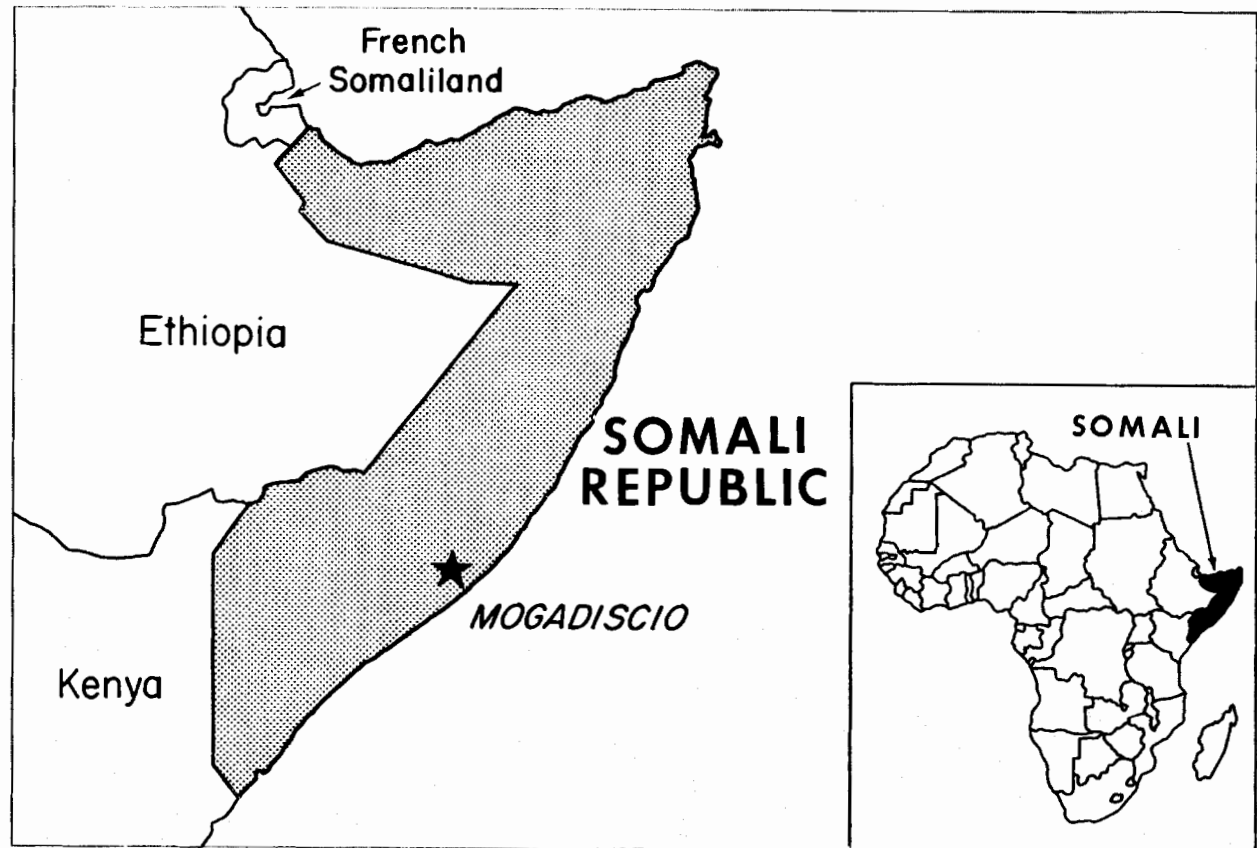 French
Somaliland
Ethiopia
SOMALI
REPUBLIC
MOGADISCIO
Kenya
SOMALI